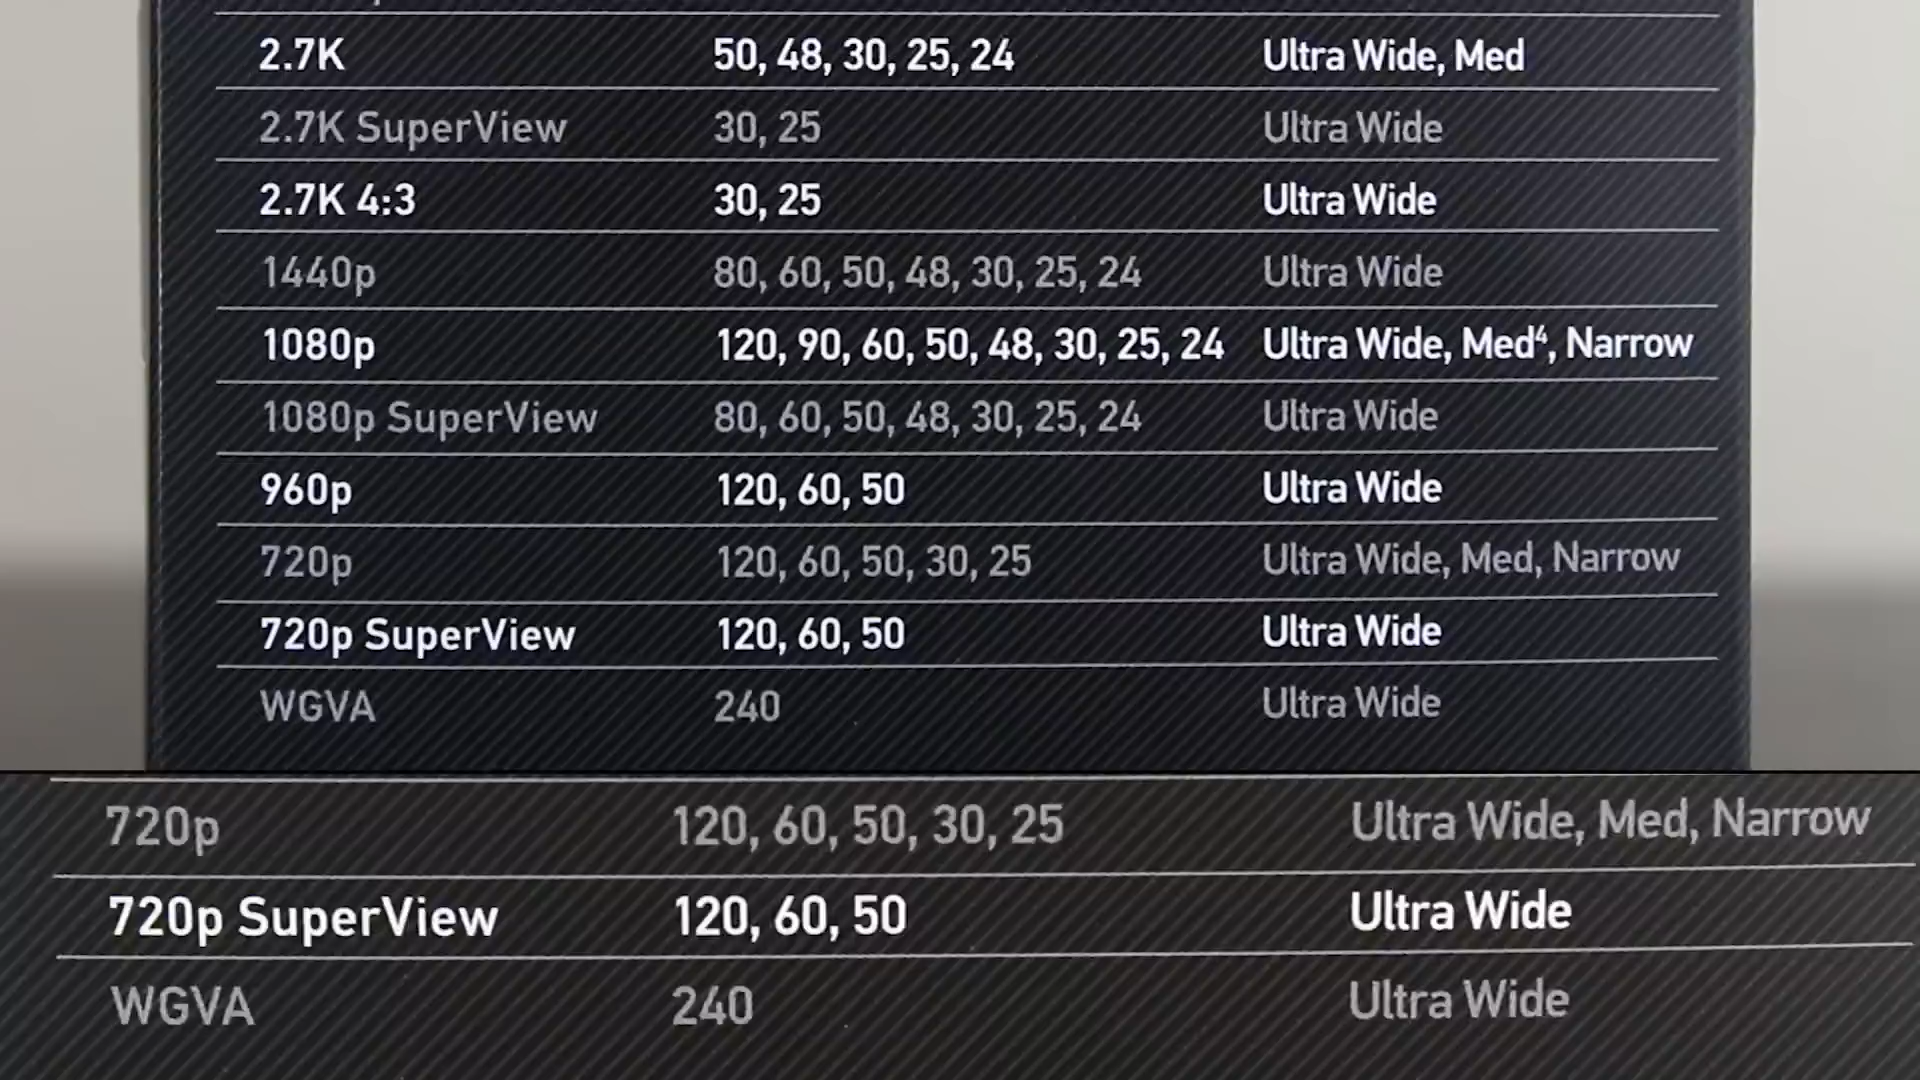 2.7K 50, 48, 30, 25, 24 Ultra Wide, Med
2.7K SuperView 30, 25 Ultra Wide
2.7K 4:3 30, 25 Ultra Wide
1440p 80, 60, 50, 48, 30, 25, 24 Ultra Wide
1080p 120, 90, 60, 50, 48, 30, 25, 24 Ultra Wide, Med⁴, Narrow
1080p SuperView 80, 60, 50, 48, 30, 25, 24 Ultra Wide
960p 120, 60, 50 Ultra Wide
720p 120, 60, 50, 30, 25 Ultra Wide, Med, Narrow
720p SuperView 120, 60, 50 Ultra Wide
WGVA 240 Ultra Wide
720p 120, 60, 50, 30, 25 Ultra Wide, Med, Narrow
720p SuperView 120, 60, 50 Ultra Wide
WGVA 240 Ultra Wide